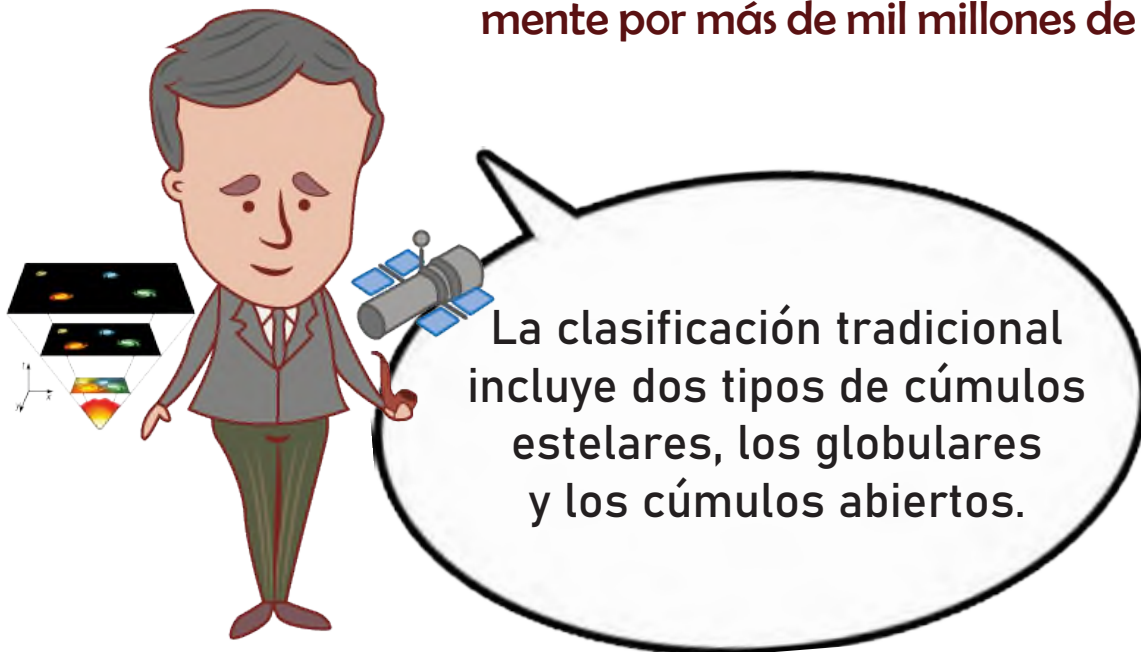 mente por más de mil millones de
La clasificación tradicional
incluye dos tipos de cúmulos
estelares, los globulares
y los cúmulos abiertos.